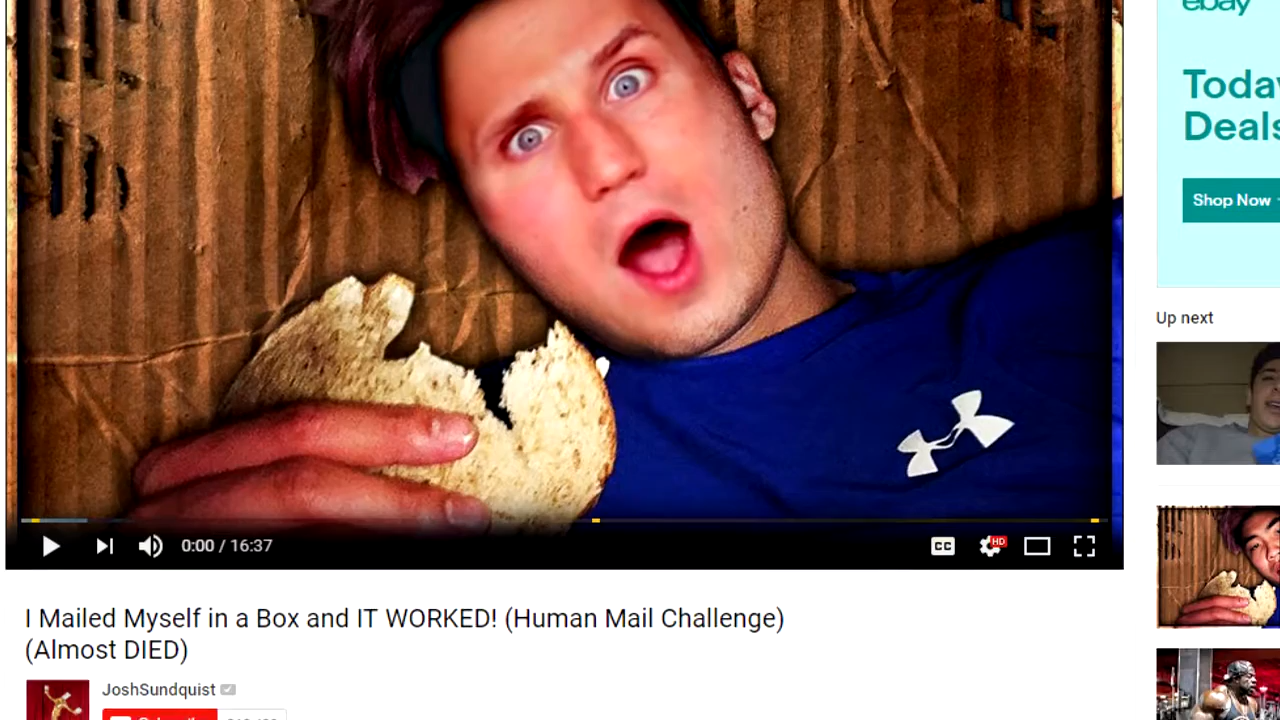 ebay
Today
Deals
Shop Now
Up next
CC
HD
0:00 / 16:37
I Mailed Myself in a Box and IT WORKED! (Human Mail Challenge)
(Almost DIED)
JoshSundquist